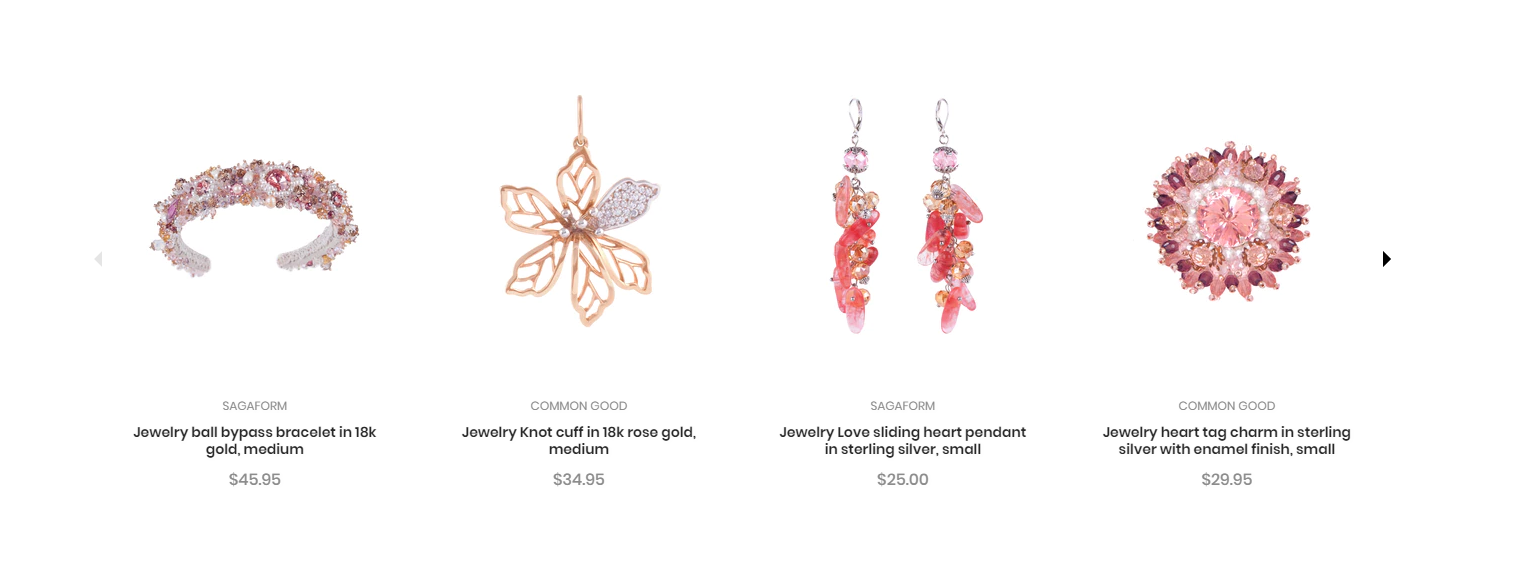 SAGAFORM
Jewelry ball bypass bracelet in 18k
gold, medium
$45.95
COMMON GOOD
Jewelry Knot cuff in 18k rose gold,
medium
$34.95
SAGAFORM
Jewelry Love sliding heart pendant
in sterling silver, small
$25.00
COMMON GOOD
Jewelry heart tag charm in sterling
silver with enamel finish, small
$29.95